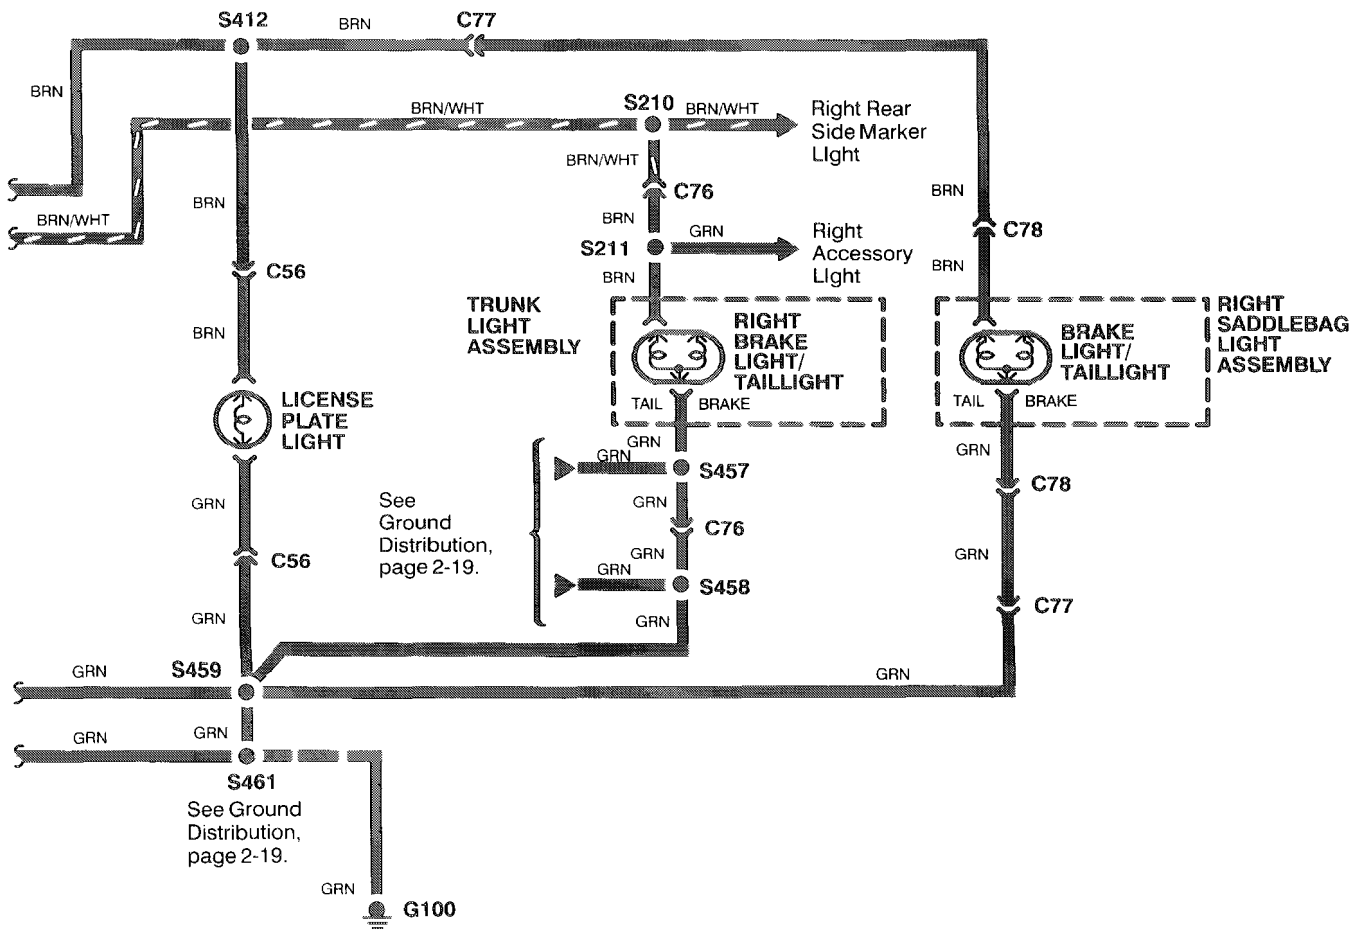 S412
BRN
C77
BRN
BRN/WHT
S210
BRN/WHT
Right Rear
Side Marker
LIght
BRN/WHT
C76
BRN
BRN
BRN/WHT
BRN
GRN
C78
S211
Right
Accessory
LIght
C56
BRN
BRN
TRUNK
LIGHT
ASSEMBLY
RIGHT
BRAKE
LIGHT/
TAILLIGHT
BRAKE
LIGHT/
TAILLIGHT
RIGHT
SADDLEBAG
LIGHT
ASSEMBLY
BRN
LICENSE
PLATE
LIGHT
TAIL
BRAKE
TAIL
BRAKE
GRN
GRN
S457
GRN
C78
See
Ground
Distribution,
page 2-19.
GRN
GRN
C76
GRN
GRN
C56
GRN
S458
C77
GRN
GRN
GRN
S459
GRN
GRN
GRN
S461
See Ground
Distribution,
page 2-19.
GRN
G100